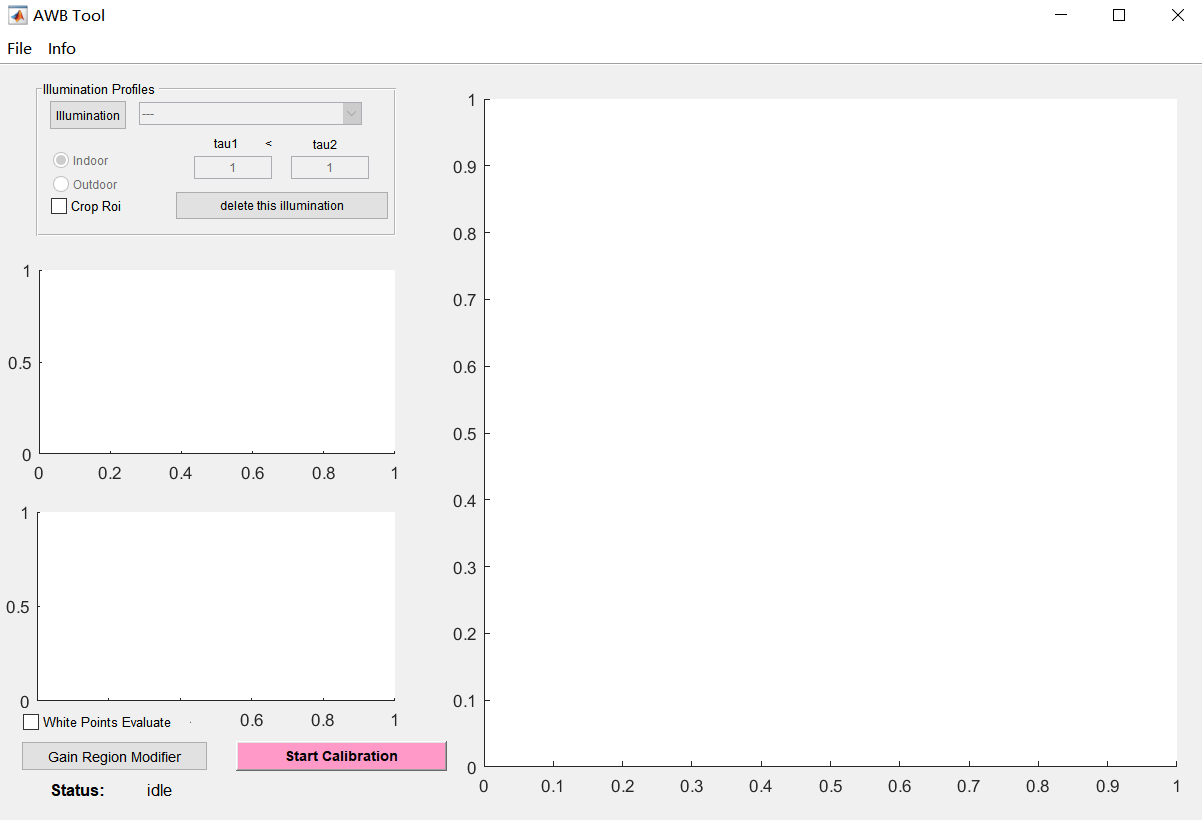 AWB Tool
File Info
Illumination Profiles
Illumination
---
tau1 < tau2
1 1
Indoor
Outdoor
Crop Roi
delete this illumination
1
0.5
0
0 0.2 0.4 0.6 0.8 1
1
0.5
0
0.6 0.8 1
White Points Evaluate
Gain Region Modifier
Start Calibration
Status: idle
1
0.9
0.8
0.7
0.6
0.5
0.4
0.3
0.2
0.1
0
0 0.1 0.2 0.3 0.4 0.5 0.6 0.7 0.8 0.9 1